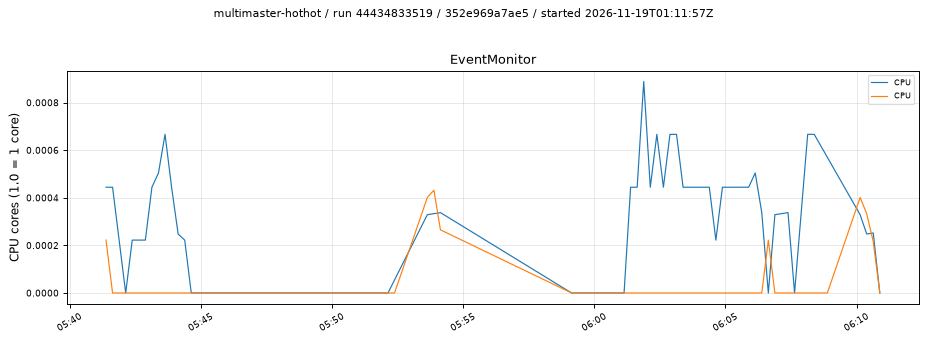 multimaster-hothot / run 44434833519 / 352e969a7ae5 / started 2026-11-19T01:11:57Z
EventMonitor
CPU
CPU
CPU cores (1.0 = 1 core)
0.0008
0.0006
0.0004
0.0002
0.0000
05:40
05:45
05:50
05:55
06:00
06:05
06:10